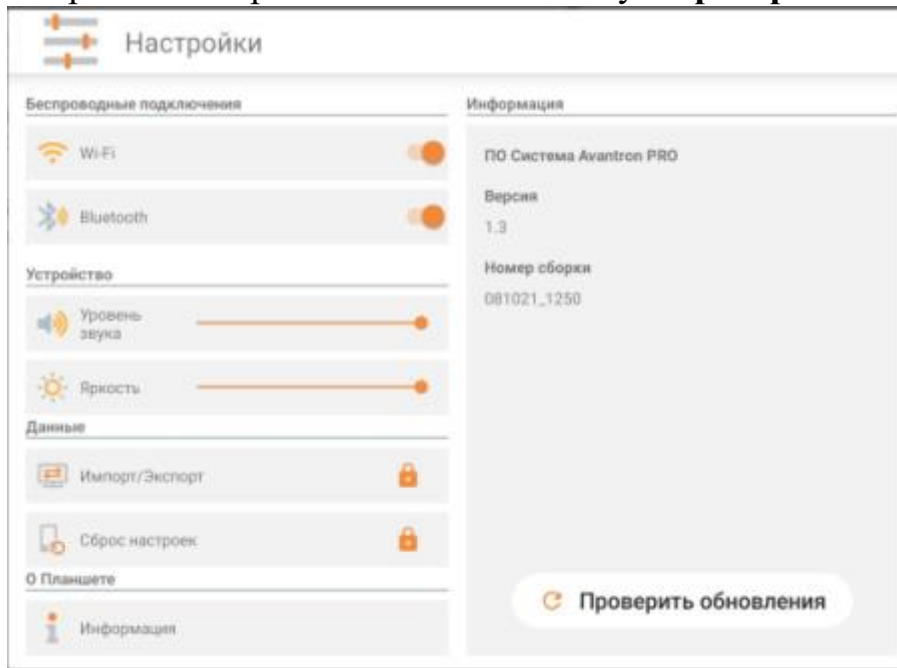 Настройки
Беспроводные подключения
Wi-Fi
Bluetooth
Устройство
Уровень
звука
Яркость
Данные
Импорт/Экспорт
Сброс настроек
О Планшете
Информация
Информация
ПО Система Avantron PRO
Версия
1.3
Номер сборки
081021_1250
Проверить обновления